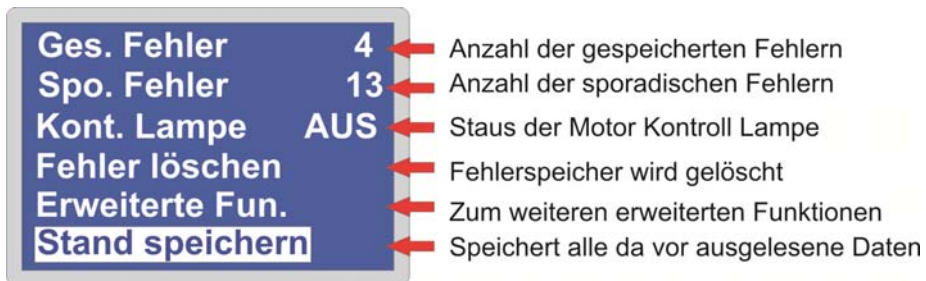 Ges. Fehler 4 Anzahl der gespeicherten Fehlern
Spo. Fehler 13 Anzahl der sporadischen Fehlern
Kont. Lampe AUS Staus der Motor Kontroll Lampe
Fehler löschen Fehlerspeicher wird gelöscht
Erweiterte Fun. Zum weiteren erweiterten Funktionen
Stand speichern Speichert alle da vor ausgelesene Daten